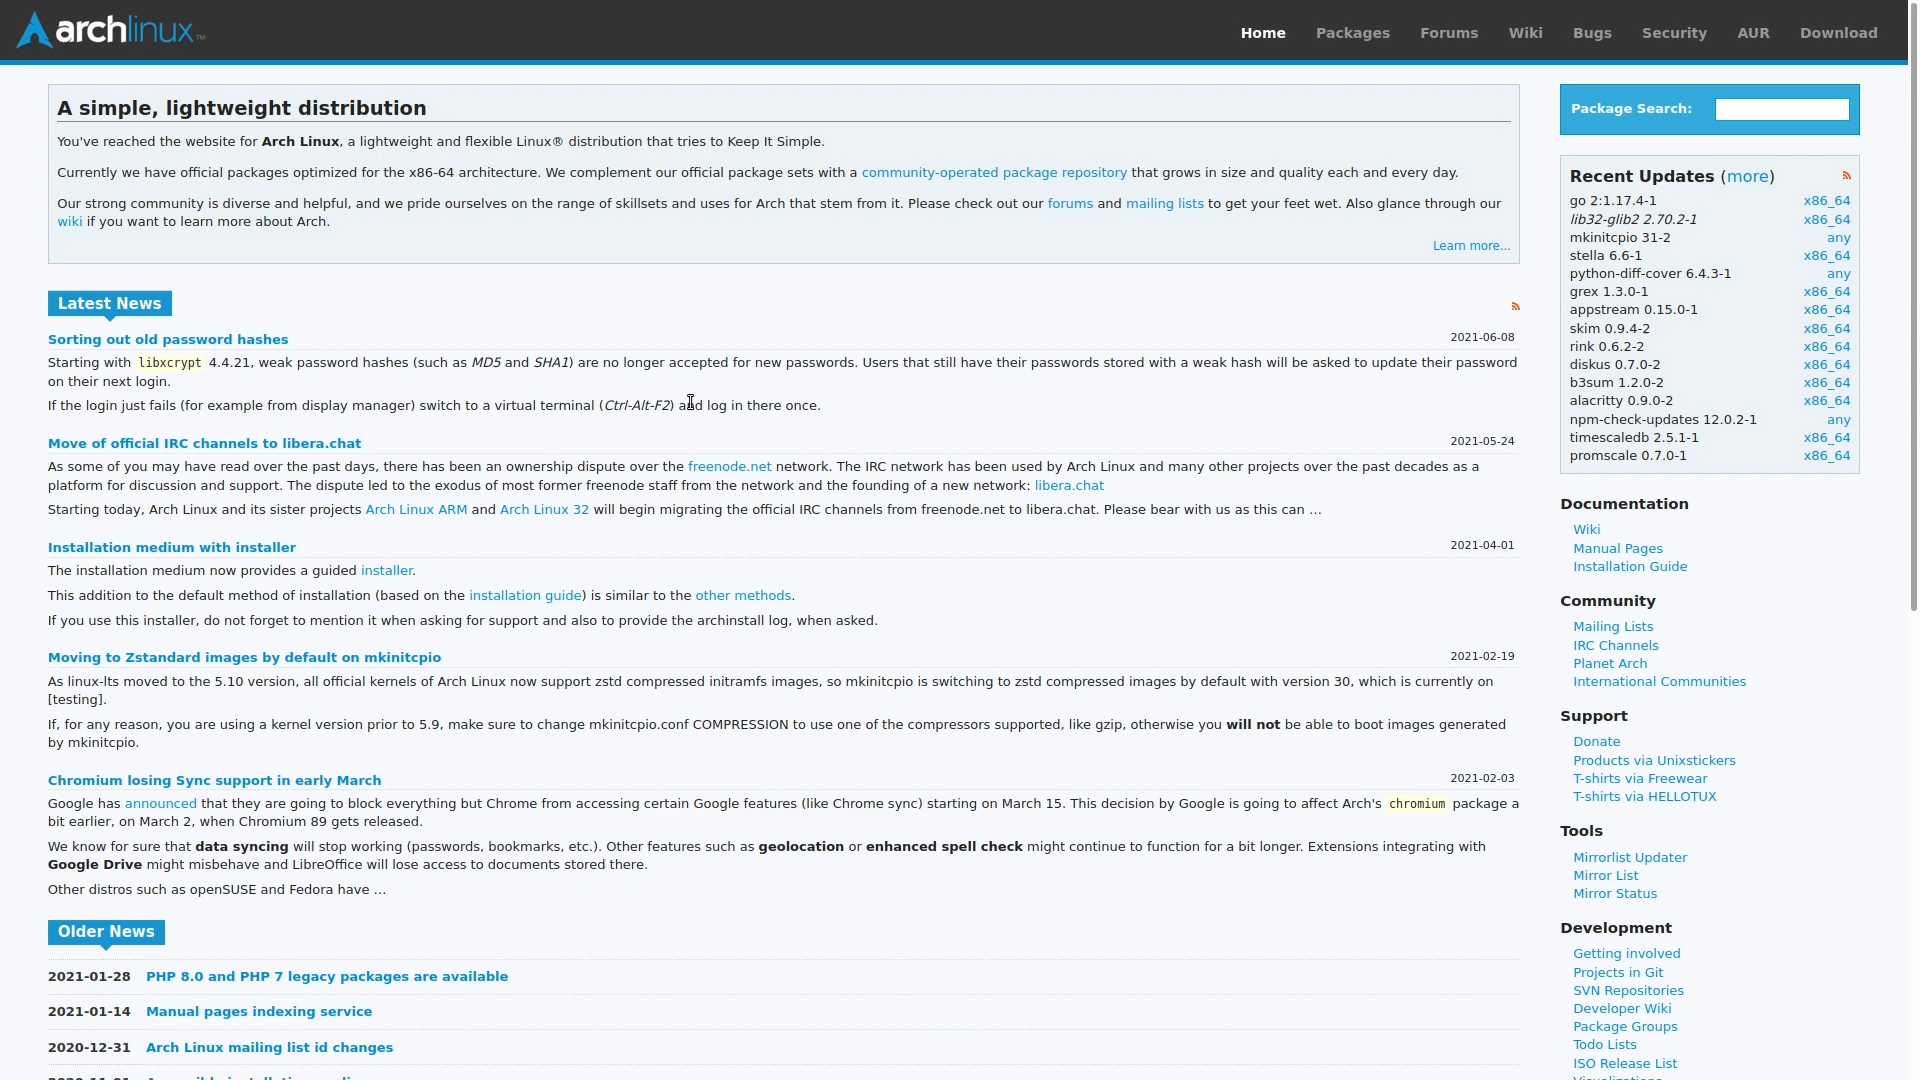 archlinux™
Home Packages Forums Wiki Bugs Security AUR Download
A simple, lightweight distribution
You've reached the website for Arch Linux, a lightweight and flexible Linux® distribution that tries to Keep It Simple.
Currently we have official packages optimized for the x86-64 architecture. We complement our official package sets with a community-operated package repository that grows in size and quality each and every day.
Our strong community is diverse and helpful, and we pride ourselves on the range of skillsets and uses for Arch that stem from it. Please check out our forums and mailing lists to get your feet wet. Also glance through our
wiki if you want to learn more about Arch.
Learn more...
Latest News
Sorting out old password hashes 2021-06-08
Starting with libxcrypt 4.4.21, weak password hashes (such as MD5 and SHA1) are no longer accepted for new passwords. Users that still have their passwords stored with a weak hash will be asked to update their password
on their next login.
If the login just fails (for example from display manager) switch to a virtual terminal (Ctrl-Alt-F2) and log in there once.
Move of official IRC channels to libera.chat 2021-05-24
As some of you may have read over the past days, there has been an ownership dispute over the freenode.net network. The IRC network has been used by Arch Linux and many other projects over the past decades as a
platform for discussion and support. The dispute led to the exodus of most former freenode staff from the network and the founding of a new network: libera.chat
Starting today, Arch Linux and its sister projects Arch Linux ARM and Arch Linux 32 will begin migrating the official IRC channels from freenode.net to libera.chat. Please bear with us as this can …
Installation medium with installer 2021-04-01
The installation medium now provides a guided installer.
This addition to the default method of installation (based on the installation guide) is similar to the other methods.
If you use this installer, do not forget to mention it when asking for support and also to provide the archinstall log, when asked.
Moving to Zstandard images by default on mkinitcpio 2021-02-19
As linux-lts moved to the 5.10 version, all official kernels of Arch Linux now support zstd compressed initramfs images, so mkinitcpio is switching to zstd compressed images by default with version 30, which is currently on
[testing].
If, for any reason, you are using a kernel version prior to 5.9, make sure to change mkinitcpio.conf COMPRESSION to use one of the compressors supported, like gzip, otherwise you will not be able to boot images generated
by mkinitcpio.
Chromium losing Sync support in early March 2021-02-03
Google has announced that they are going to block everything but Chrome from accessing certain Google features (like Chrome sync) starting on March 15. This decision by Google is going to affect Arch's chromium package a
bit earlier, on March 2, when Chromium 89 gets released.
We know for sure that data syncing will stop working (passwords, bookmarks, etc.). Other features such as geolocation or enhanced spell check might continue to function for a bit longer. Extensions integrating with
Google Drive might misbehave and LibreOffice will lose access to documents stored there.
Other distros such as openSUSE and Fedora have …
Older News
2021-01-28 PHP 8.0 and PHP 7 legacy packages are available
2021-01-14 Manual pages indexing service
2020-12-31 Arch Linux mailing list id changes
Package Search:
Recent Updates (more)
go 2:1.17.4-1 x86_64
lib32-glib2 2.70.2-1 x86_64
mkinitcpio 31-2 any
stella 6.6-1 x86_64
python-diff-cover 6.4.3-1 any
grex 1.3.0-1 x86_64
appstream 0.15.0-1 x86_64
skim 0.9.4-2 x86_64
rink 0.6.2-2 x86_64
diskus 0.7.0-2 x86_64
b3sum 1.2.0-2 x86_64
alacritty 0.9.0-2 x86_64
npm-check-updates 12.0.2-1 any
timescaledb 2.5.1-1 x86_64
promscale 0.7.0-1 x86_64
Documentation
Wiki
Manual Pages
Installation Guide
Community
Mailing Lists
IRC Channels
Planet Arch
International Communities
Support
Donate
Products via Unixstickers
T-shirts via Freewear
T-shirts via HELLOTUX
Tools
Mirrorlist Updater
Mirror List
Mirror Status
Development
Getting involved
Projects in Git
SVN Repositories
Developer Wiki
Package Groups
Todo Lists
ISO Release List